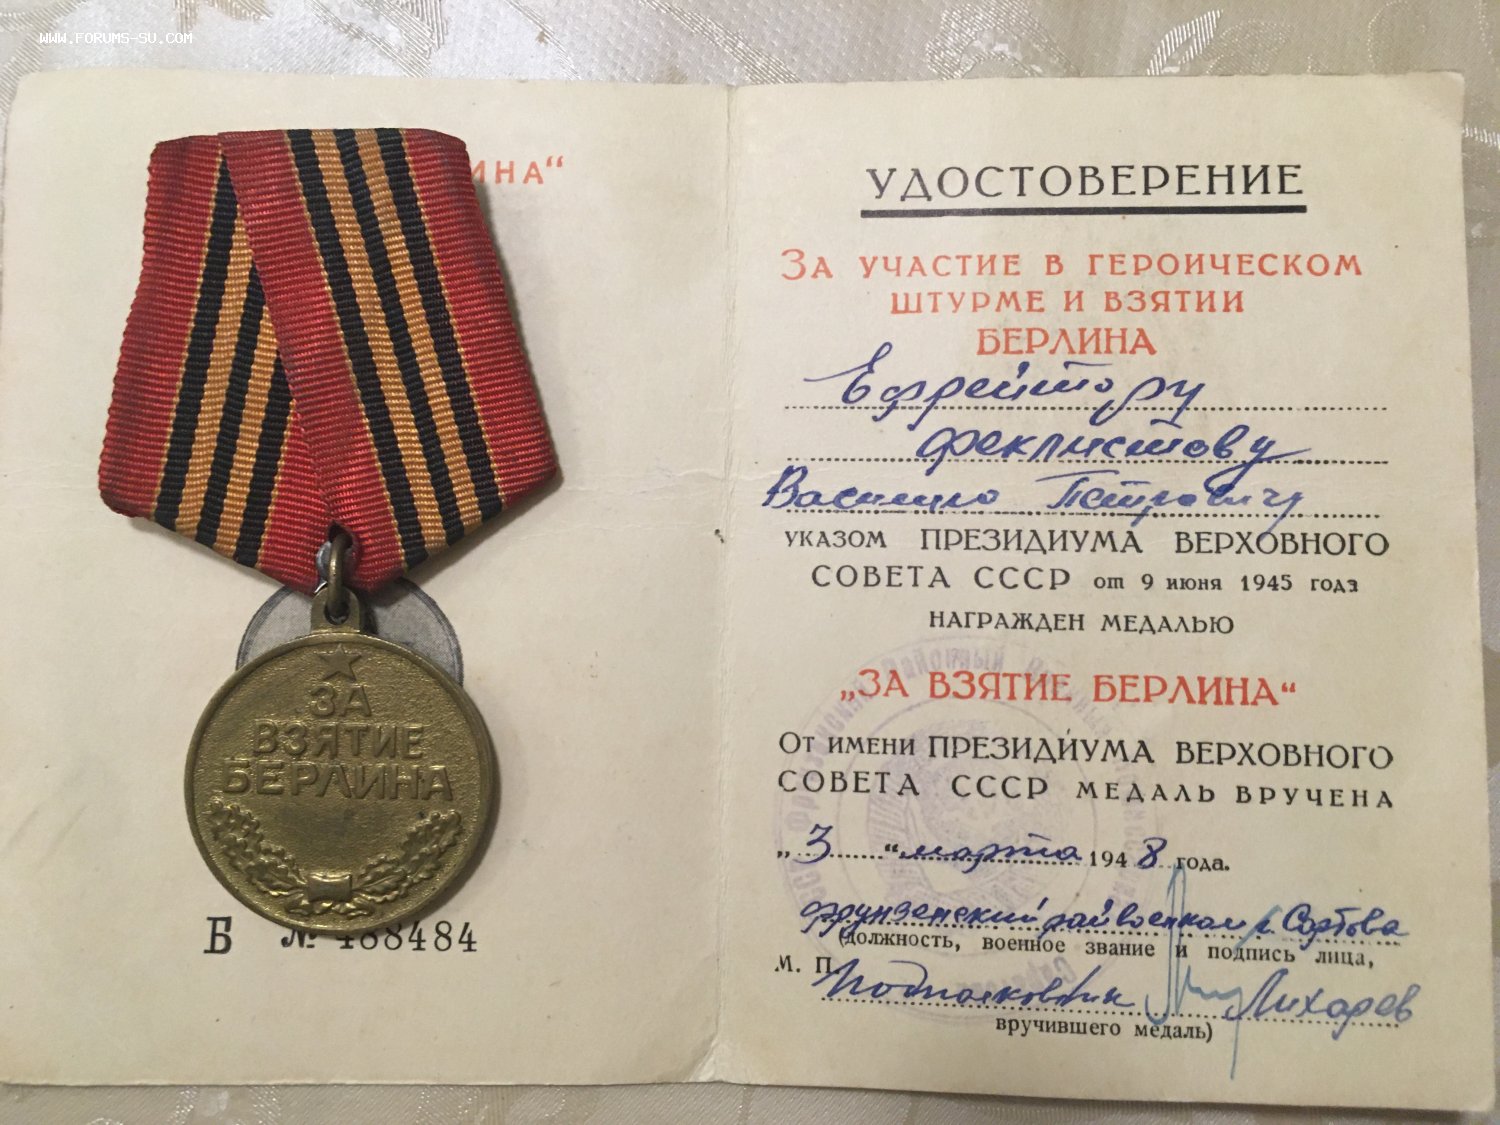 WWW.FORUMS-SU.COM
ИНА“
ЗА
ВЗЯТИЕ
БЕРЛИНА
Б № 488484
УДОСТОВЕРЕНИЕ
ЗА УЧАСТИЕ В ГЕРОИЧЕСКОМ
ШТУРМЕ И ВЗЯТИИ
БЕРЛИНА
Ефрейтору
Феклистову
Василию Петровичу
УКАЗОМ ПРЕЗИДИУМА ВЕРХОВНОГО
СОВЕТА СССР от 9 июня 1945 года
НАГРАЖДЕН МЕДАЛЬЮ
„ЗА ВЗЯТИЕ БЕРЛИНА“
ОТ ИМЕНИ ПРЕЗИДИУМА ВЕРХОВНОГО
СОВЕТА СССР МЕДАЛЬ ВРУЧЕНА
„3“ марта 1948 года.
Фрунзенский райвоенком г.
(должность, военное звание и подпись лица,
М. П. Подполковник Лихарев
вручившего медаль)